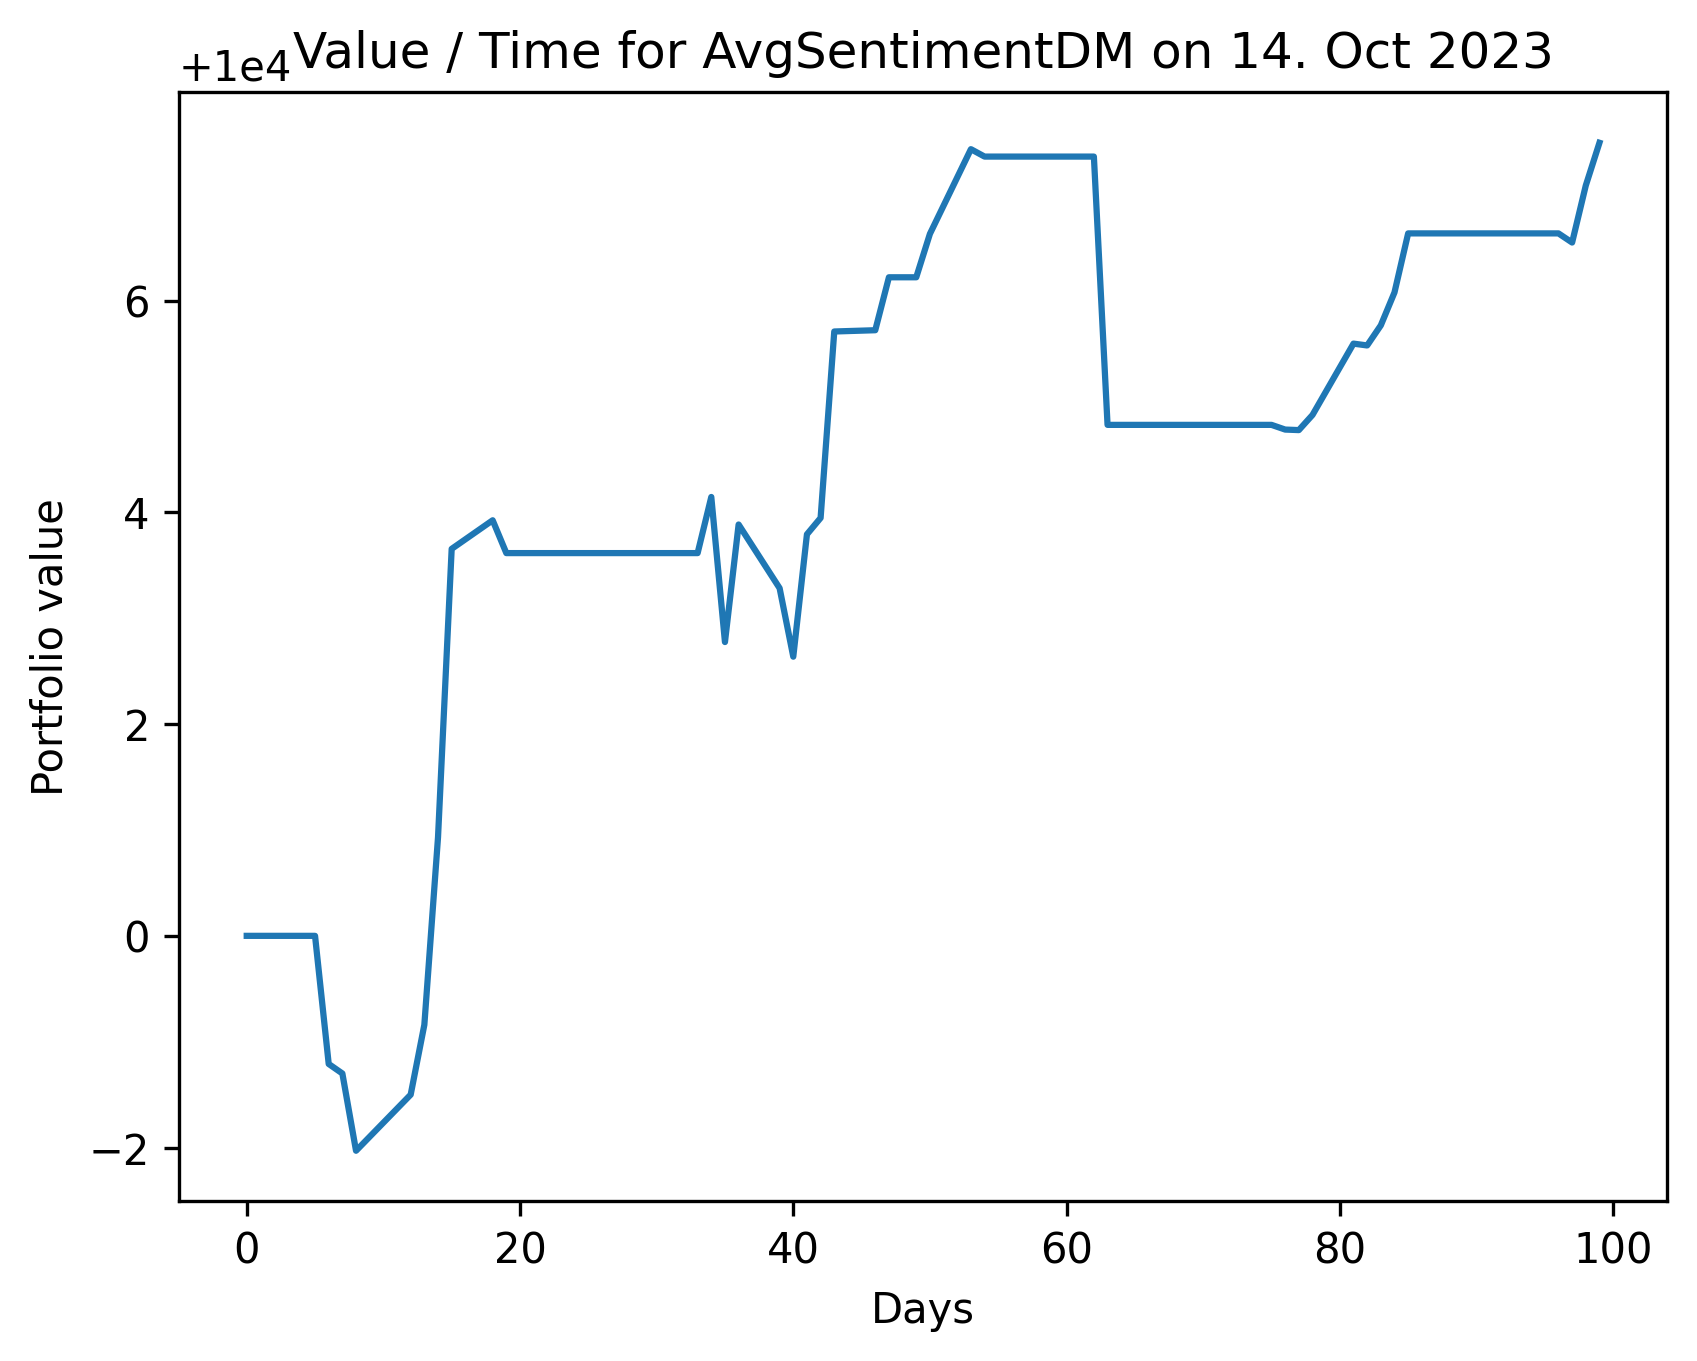 Value / Time for AvgSentimentDM on 14. Oct 2023
+1e4
Portfolio value
6
4
2
0
−2
0 20 40 60 80 100
Days